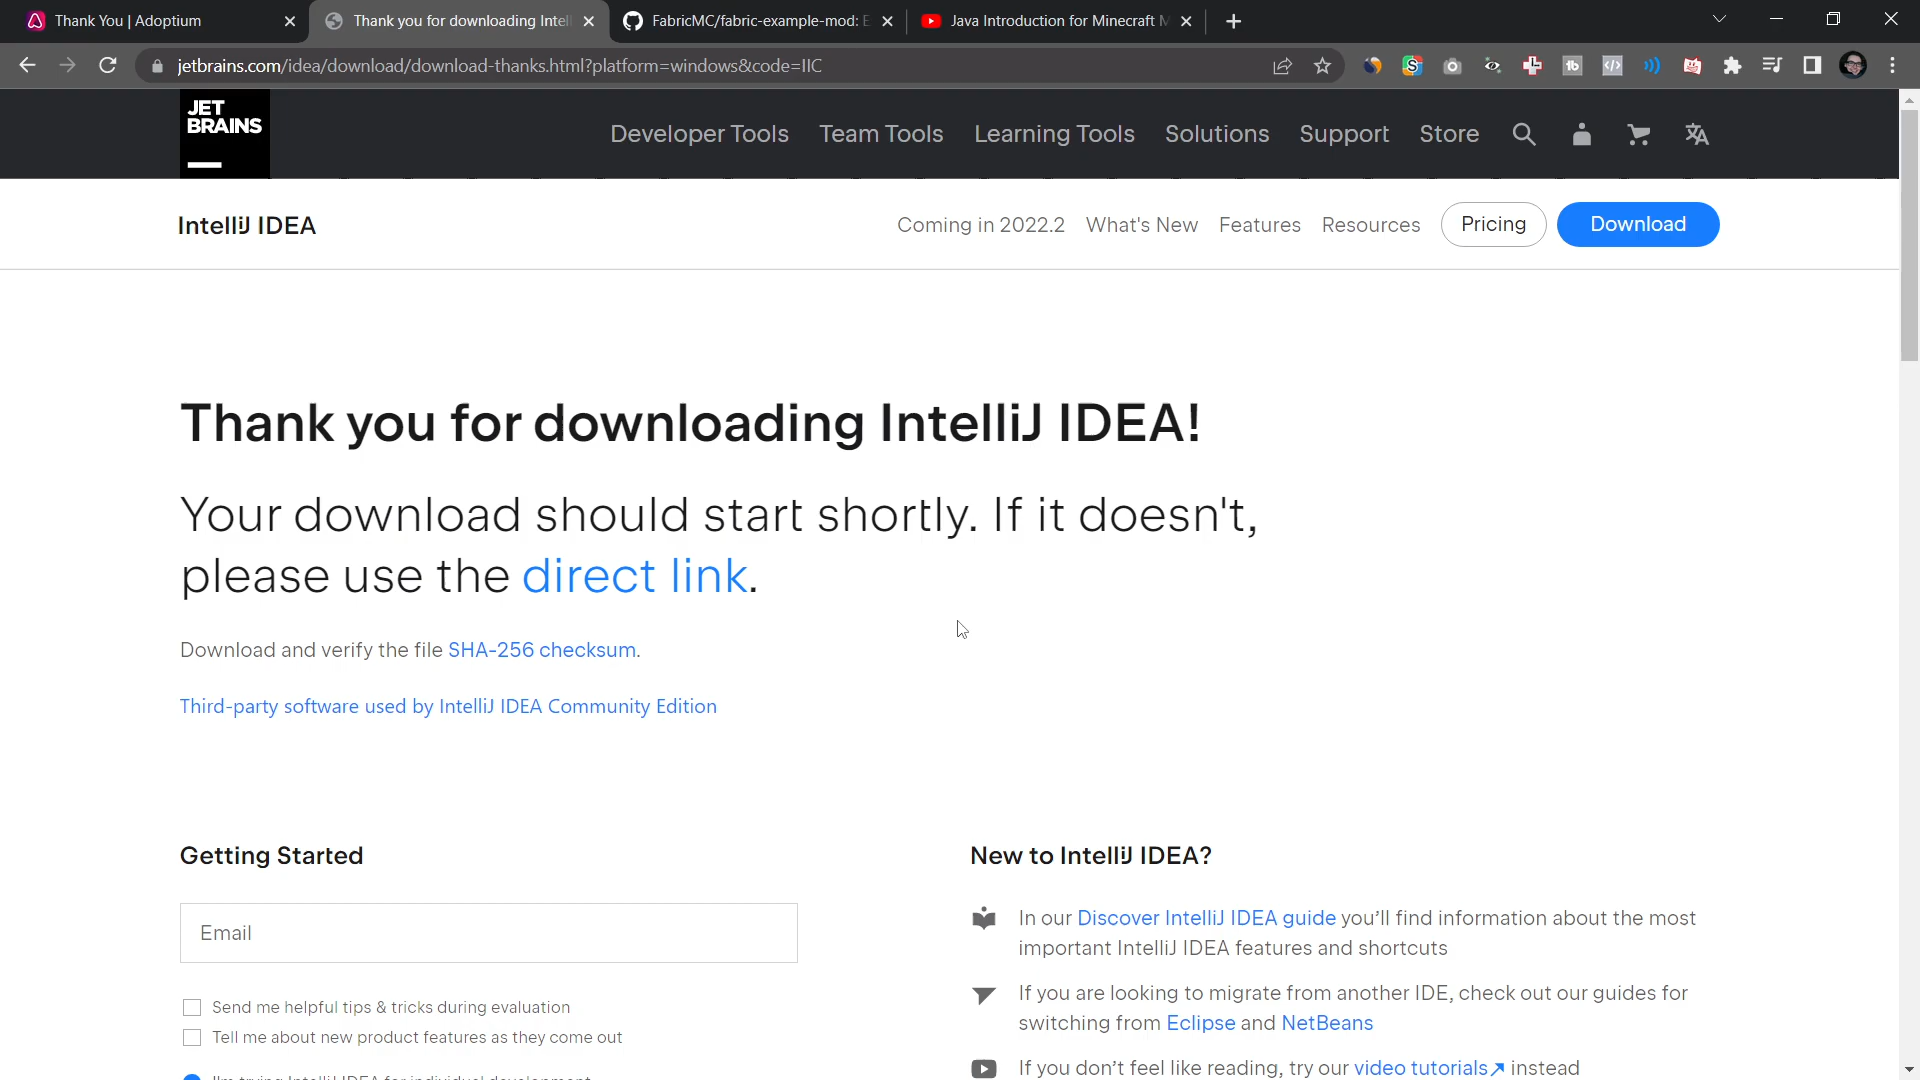 Thank You | Adoptium
Thank you for downloading Intel
FabricMC/fabric-example-mod: E
Java Introduction for Minecraft M
jetbrains.com/idea/download/download-thanks.html?platform=windows&code=IIC
JET
BRAINS
Developer Tools
Team Tools
Learning Tools
Solutions
Support
Store
IntelliJ IDEA
Coming in 2022.2
What's New
Features
Resources
Pricing
Download
Thank you for downloading IntelliJ IDEA!
Your download should start shortly. If it doesn't,
please use the direct link.
Download and verify the file SHA-256 checksum.
Third-party software used by IntelliJ IDEA Community Edition
Getting Started
Email
Send me helpful tips & tricks during evaluation
Tell me about new product features as they come out
I'm trying IntelliJ IDEA for individual development
New to IntelliJ IDEA?
In our Discover IntelliJ IDEA guide you’ll find information about the most
important IntelliJ IDEA features and shortcuts
If you are looking to migrate from another IDE, check out our guides for
switching from Eclipse and NetBeans
If you don’t feel like reading, try our video tutorials↗ instead